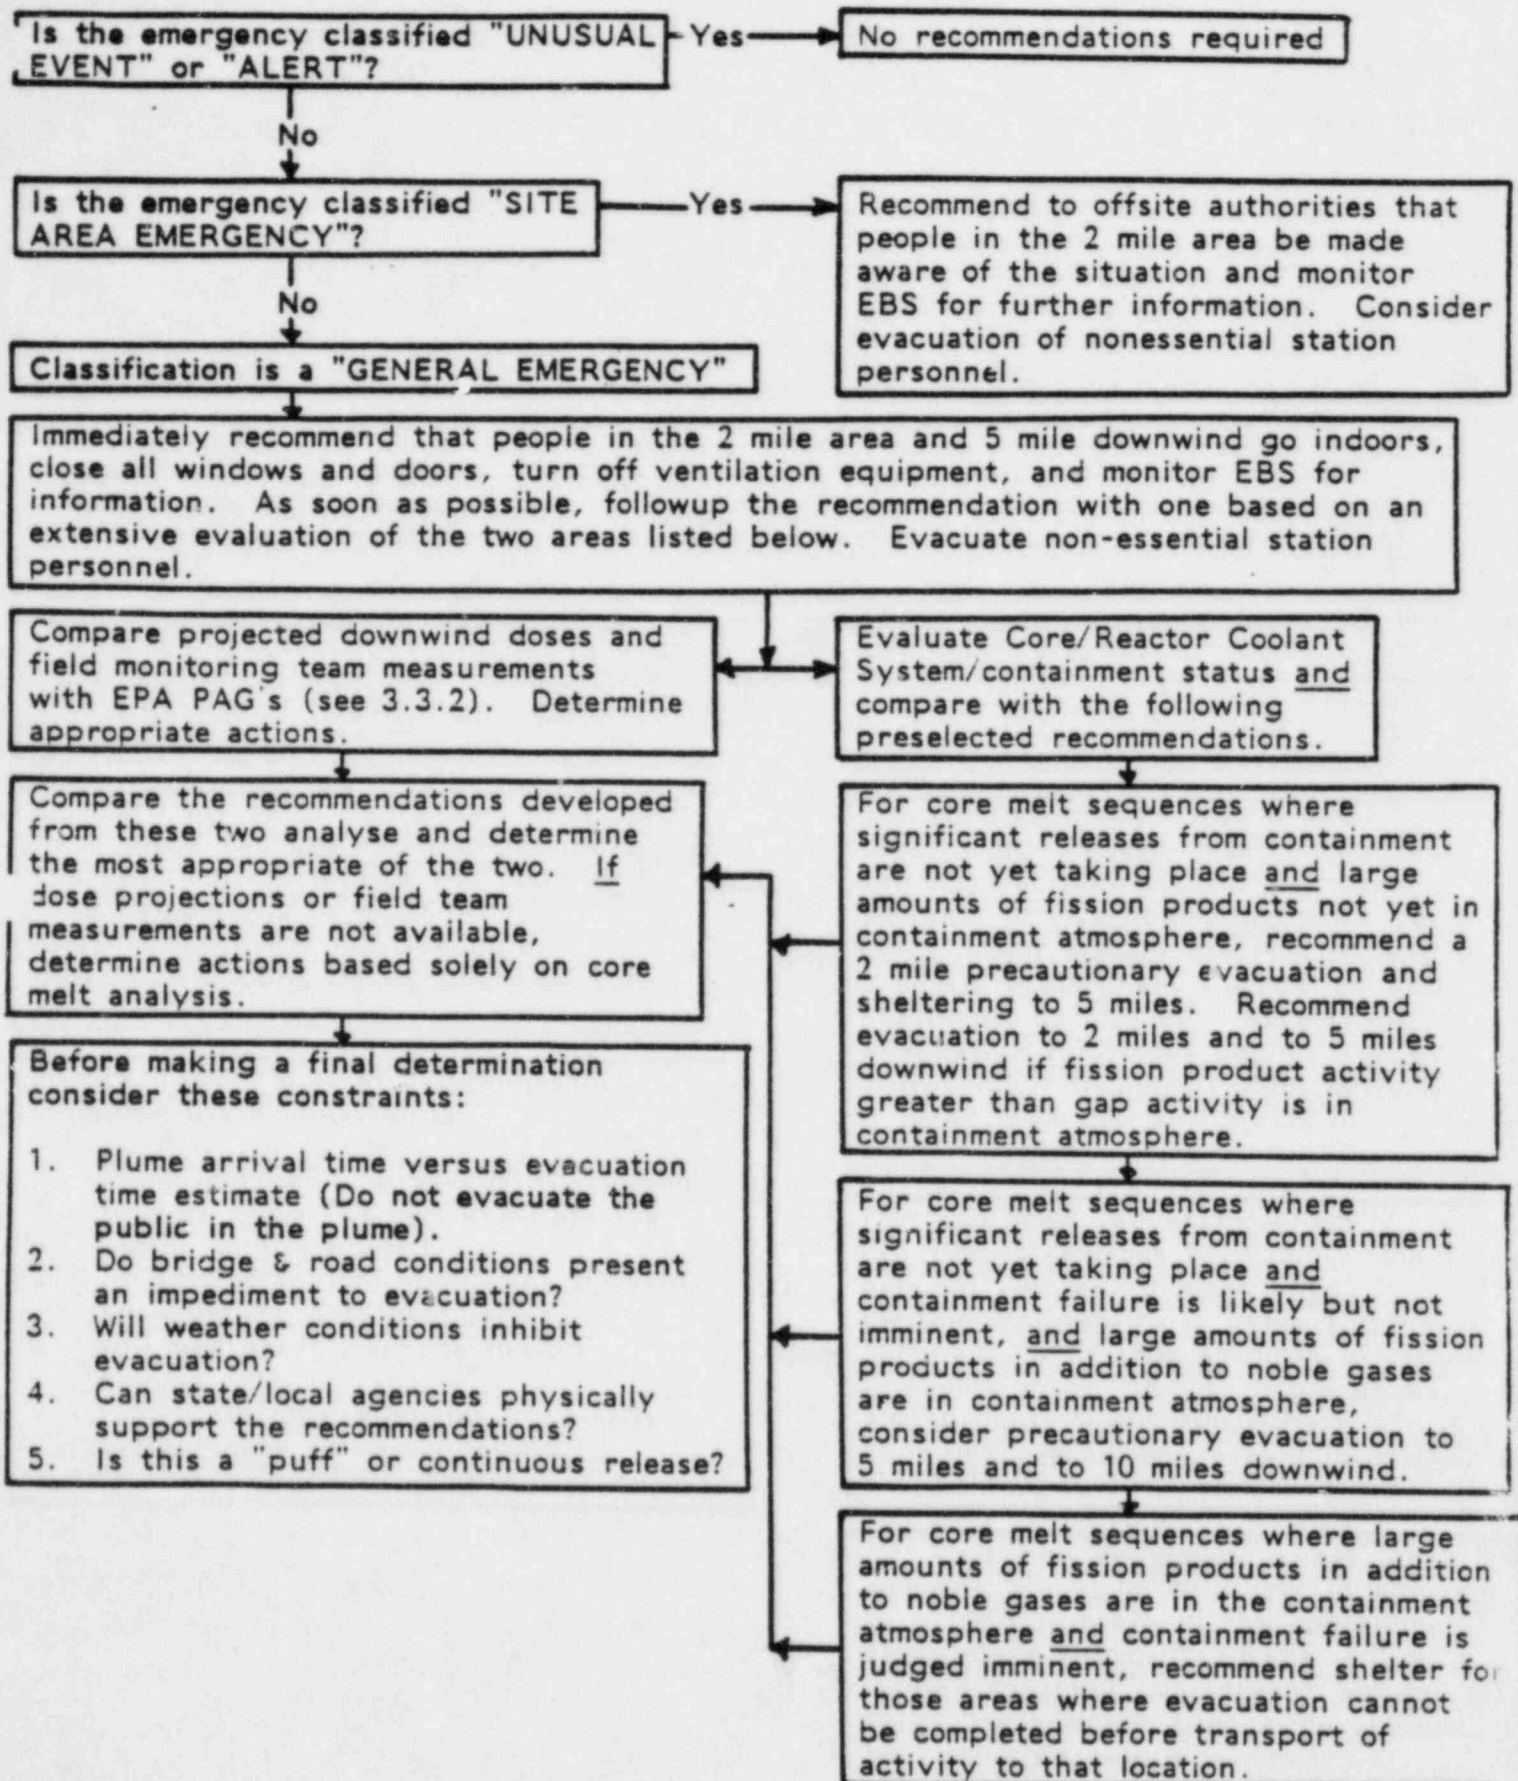 Is the emergency classified "UNUSUAL
EVENT" or "ALERT"?
Yes
No recommendations required
No
Is the emergency classified "SITE
AREA EMERGENCY"?
Yes
Recommend to offsite authorities that
people in the 2 mile area be made
aware of the situation and monitor
EBS for further information. Consider
evacuation of nonessential station
personnel.
No
Classification is a "GENERAL EMERGENCY"
Immediately recommend that people in the 2 mile area and 5 mile downwind go indoors,
close all windows and doors, turn off ventilation equipment, and monitor EBS for
information. As soon as possible, followup the recommendation with one based on an
extensive evaluation of the two areas listed below. Evacuate non-essential station
personnel.
Compare projected downwind doses and
field monitoring team measurements
with EPA PAG's (see 3.3.2). Determine
appropriate actions.
Evaluate Core/Reactor Coolant
System/containment status and
compare with the following
preselected recommendations.
Compare the recommendations developed
from these two analyse and determine
the most appropriate of the two. If
dose projections or field team
measurements are not available,
determine actions based solely on core
melt analysis.
For core melt sequences where
significant releases from containment
are not yet taking place and large
amounts of fission products not yet in
containment atmosphere, recommend a
2 mile precautionary evacuation and
sheltering to 5 miles. Recommend
evacuation to 2 miles and to 5 miles
downwind if fission product activity
greater than gap activity is in
containment atmosphere.
Before making a final determination
consider these constraints:
1. Plume arrival time versus evacuation
time estimate (Do not evacuate the
public in the plume).
2. Do bridge & road conditions present
an impediment to evacuation?
3. Will weather conditions inhibit
evacuation?
4. Can state/local agencies physically
support the recommendations?
5. Is this a "puff" or continuous release?
For core melt sequences where
significant releases from containment
are not yet taking place and
containment failure is likely but not
imminent, and large amounts of fission
products in addition to noble gases
are in containment atmosphere,
consider precautionary evacuation to
5 miles and to 10 miles downwind.
For core melt sequences where large
amounts of fission products in addition
to noble gases are in the containment
atmosphere and containment failure is
judged imminent, recommend shelter for
those areas where evacuation cannot
be completed before transport of
activity to that location.